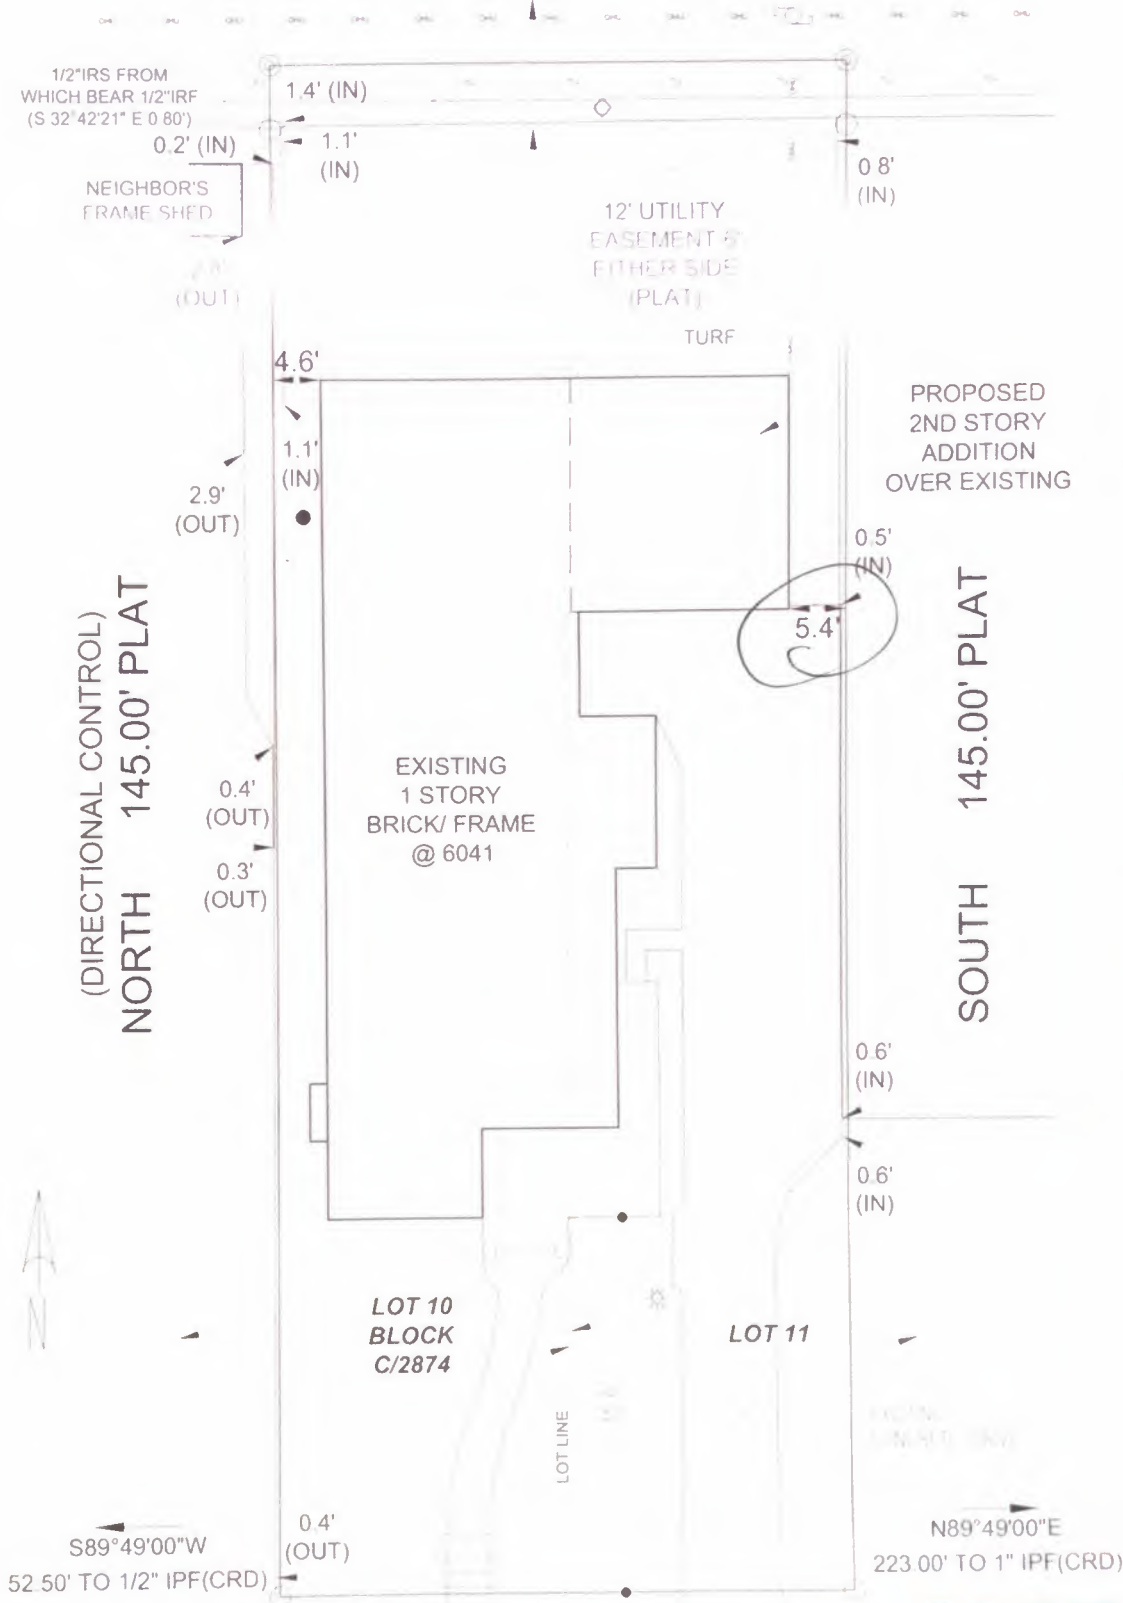 1/2"IRS FROM
WHICH BEAR 1/2"IRF
(S 32°42'21" E 0 80')
1.4' (IN)
0.2' (IN)
1.1'
(IN)
0 8'
(IN)
NEIGHBOR'S
FRAME SHED
12' UTILITY
EASEMENT 6'
EITHER SIDE
(PLAT)
2.8'
(OUT)
TURF
4.6'
1.1'
(IN)
2.9'
(OUT)
PROPOSED
2ND STORY
ADDITION
OVER EXISTING
0.5'
(IN)
5.4'
(DIRECTIONAL CONTROL)
NORTH 145.00' PLAT
SOUTH 145.00' PLAT
EXISTING
1 STORY
BRICK/ FRAME
@ 6041
0.4'
(OUT)
0.3'
(OUT)
0.6'
(IN)
0.6'
(IN)
N
LOT 10
BLOCK
C/2874
LOT 11
LOT LINE
0.4'
(OUT)
S89°49'00"W
52.50' TO 1/2" IPF(CRD)
N89°49'00"E
223.00' TO 1" IPF(CRD)